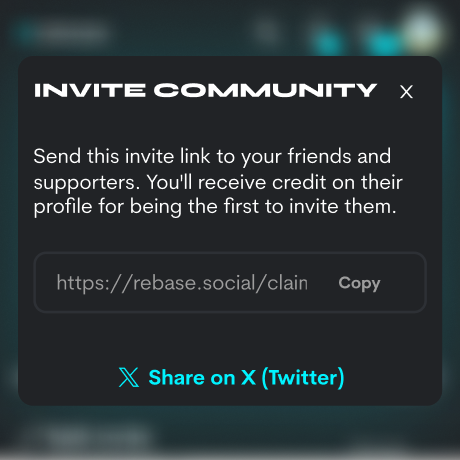 INVITE COMMUNITY X
Send this invite link to your friends and
supporters. You'll receive credit on their
profile for being the first to invite them.
https://rebase.social/clain Copy
X Share on X (Twitter)